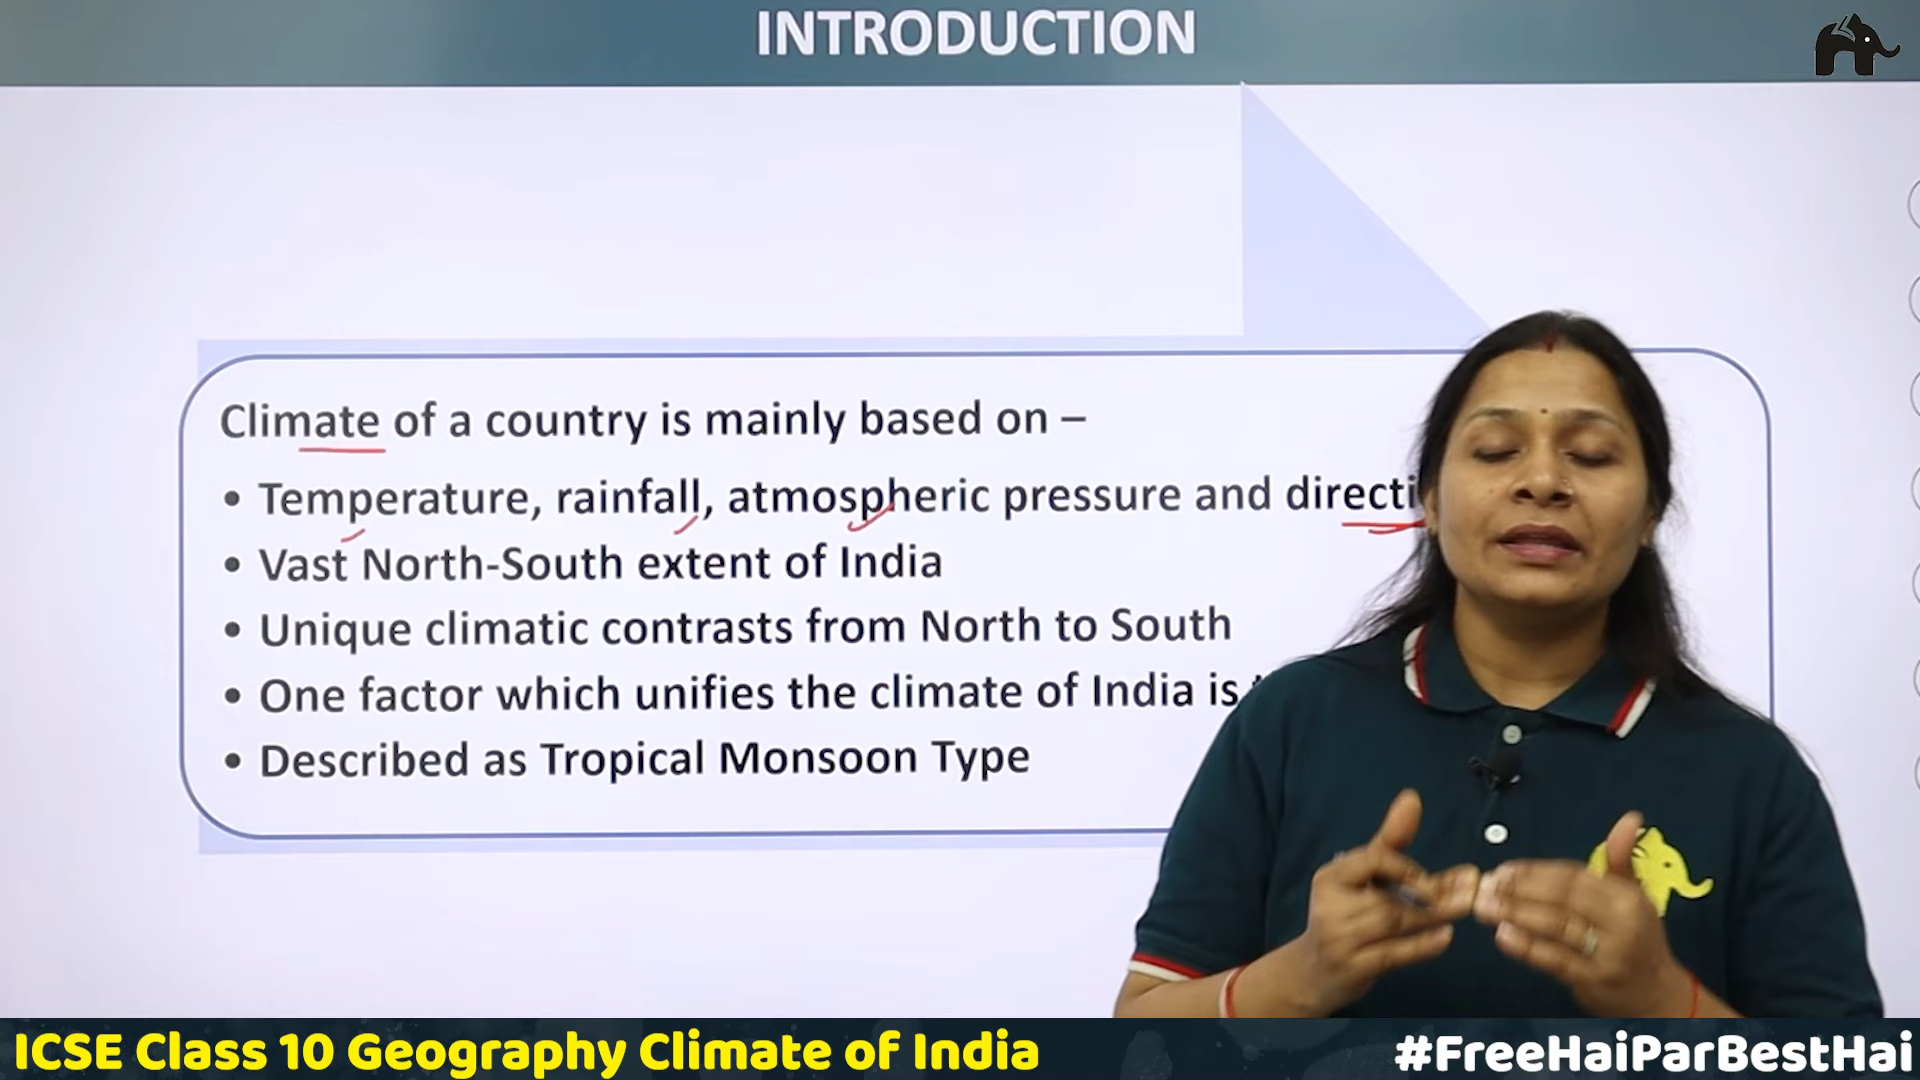 INTRODUCTION
Climate of a country is mainly based on –
• Temperature, rainfall, atmospheric pressure and
• Vast North-South extent of India
• Unique climatic contrasts from North to South
• One factor which unifies the climate of India is
• Described as Tropical Monsoon Type
ICSE Class 10 Geography Climate of India
#FreeHaiParBestHai